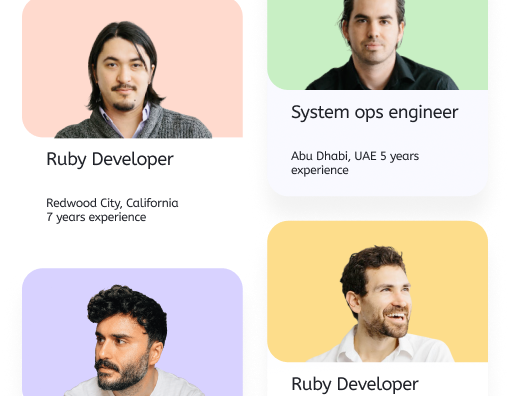 System ops engineer
Abu Dhabi, UAE 5 years
experience
Ruby Developer
Redwood City, California
7 years experience
Ruby Developer